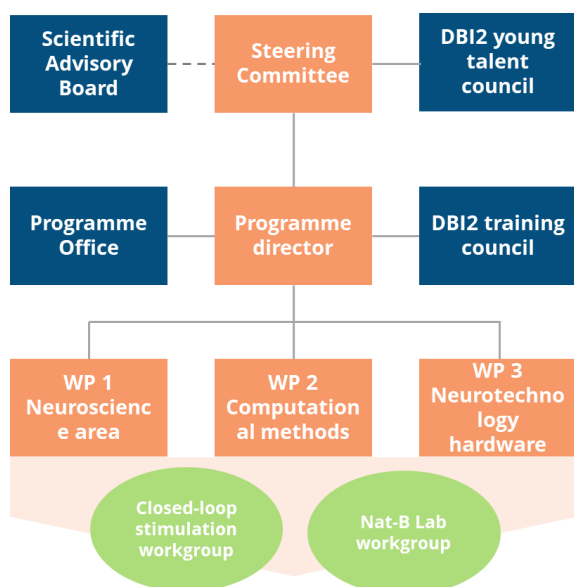 Scientific
Advisory
Board
Steering
Committee
DBI2 young
talent
council
Programme
Office
Programme
director
DBI2 training
council
WP 1
Neuroscienc
e area
WP 2
Computation
al methods
WP 3
Neurotechno
logy
hardware
Closed-loop
stimulation
workgroup
Nat-B Lab
workgroup